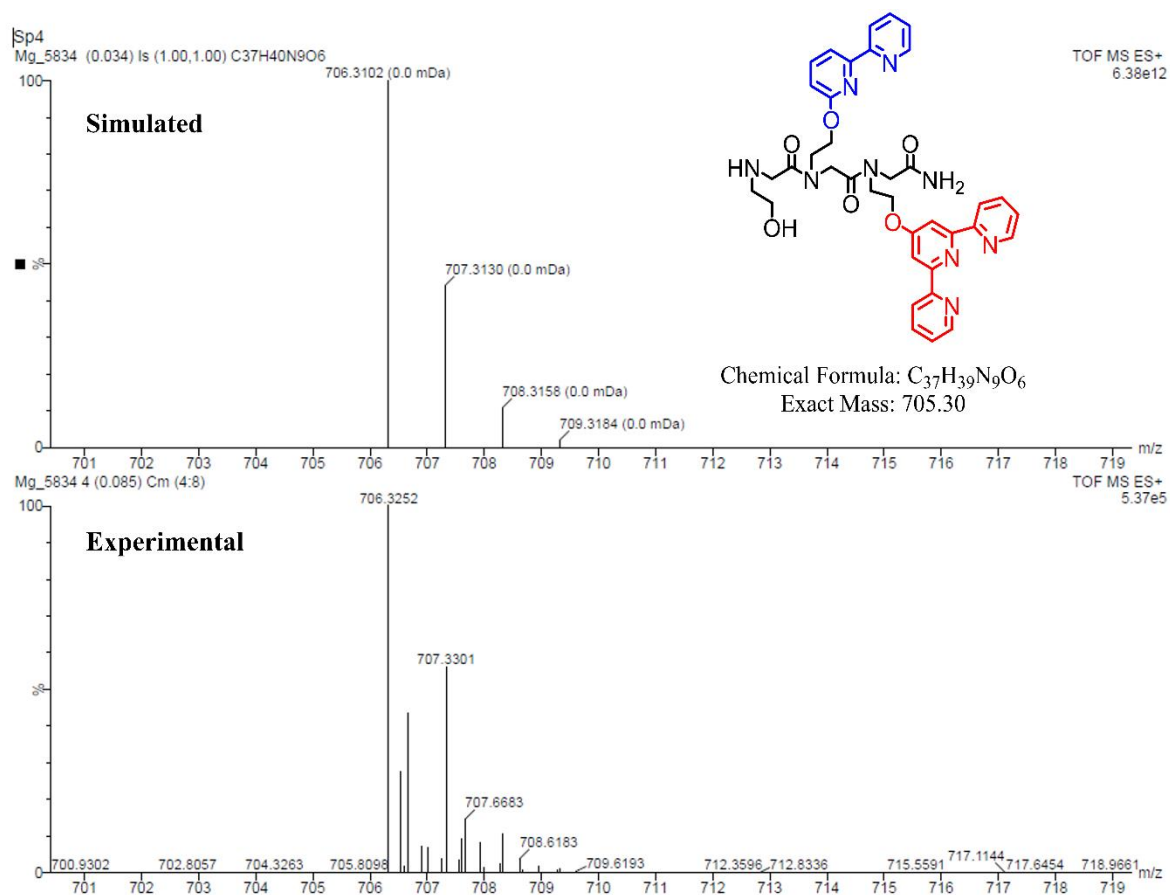 Sp4
Mg_5834 (0.034) Is (1.00,1.00) C37H40N9O6
TOF MS ES+
6.38e12
100
706.3102 (0.0 mDa)
Simulated
%
707.3130 (0.0 mDa)
708.3158 (0.0 mDa)
709.3184 (0.0 mDa)
0
m/z
701 702 703 704 705 706 707 708 709 710 711 712 713 714 715 716 717 718 719
N
N
O
HN
O
N
O
N
O
NH2
OH
O
N
N
N
Chemical Formula: C37H39N9O6
Exact Mass: 705.30
Mg_5834 4 (0.085) Cm (4:8)
TOF MS ES+
5.37e5
100
706.3252
Experimental
%
707.3301
707.6683
708.6183
700.9302 802.8057 704.3263 705.8098 709.6193 712.3596 712.8336 715.5591 717.1144 717.6454 718.9661
0
m/z
701 702 703 704 705 706 707 708 709 710 711 712 713 714 715 716 717 718 719